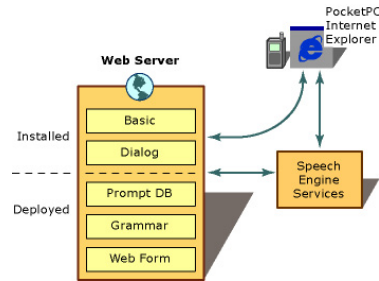 PocketPC
Internet
Explorer
Web Server
Basic
Installed
Dialog
Speech
Engine
Services
Prompt DB
Deployed
Grammar
Web Form